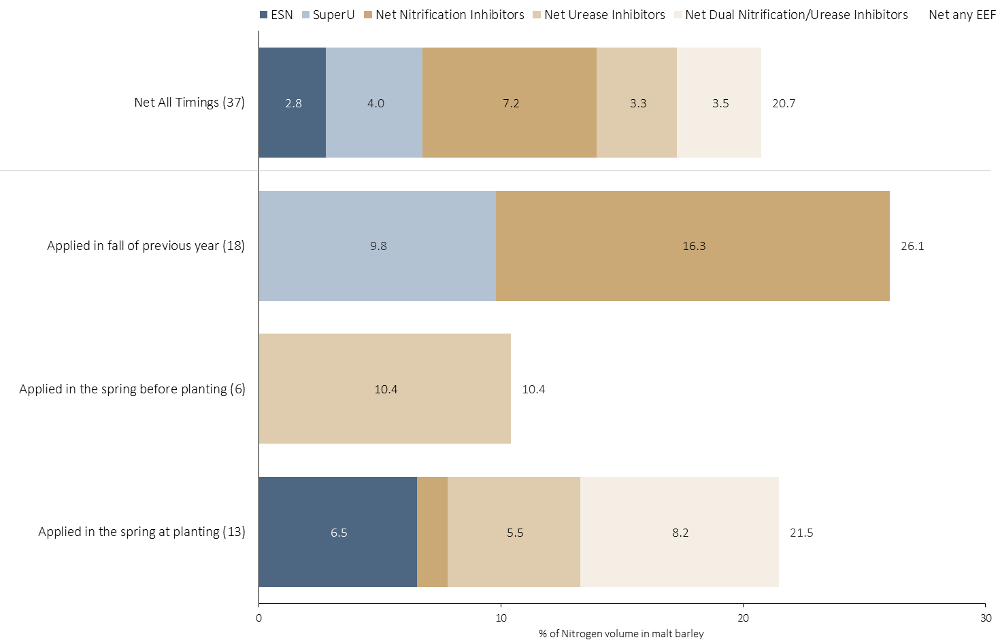 ESN SuperU Net Nitrification Inhibitors Net Urease Inhibitors Net Dual Nitrification/Urease Inhibitors Net any EEF
Net All Timings (37) 2.8 4.0 7.2 3.3 3.5 20.7
Applied in fall of previous year (18) 9.8 16.3 26.1
Applied in the spring before planting (6) 10.4 10.4
Applied in the spring at planting (13) 6.5 5.5 8.2 21.5
0 10 20 30
% of Nitrogen volume in malt barley